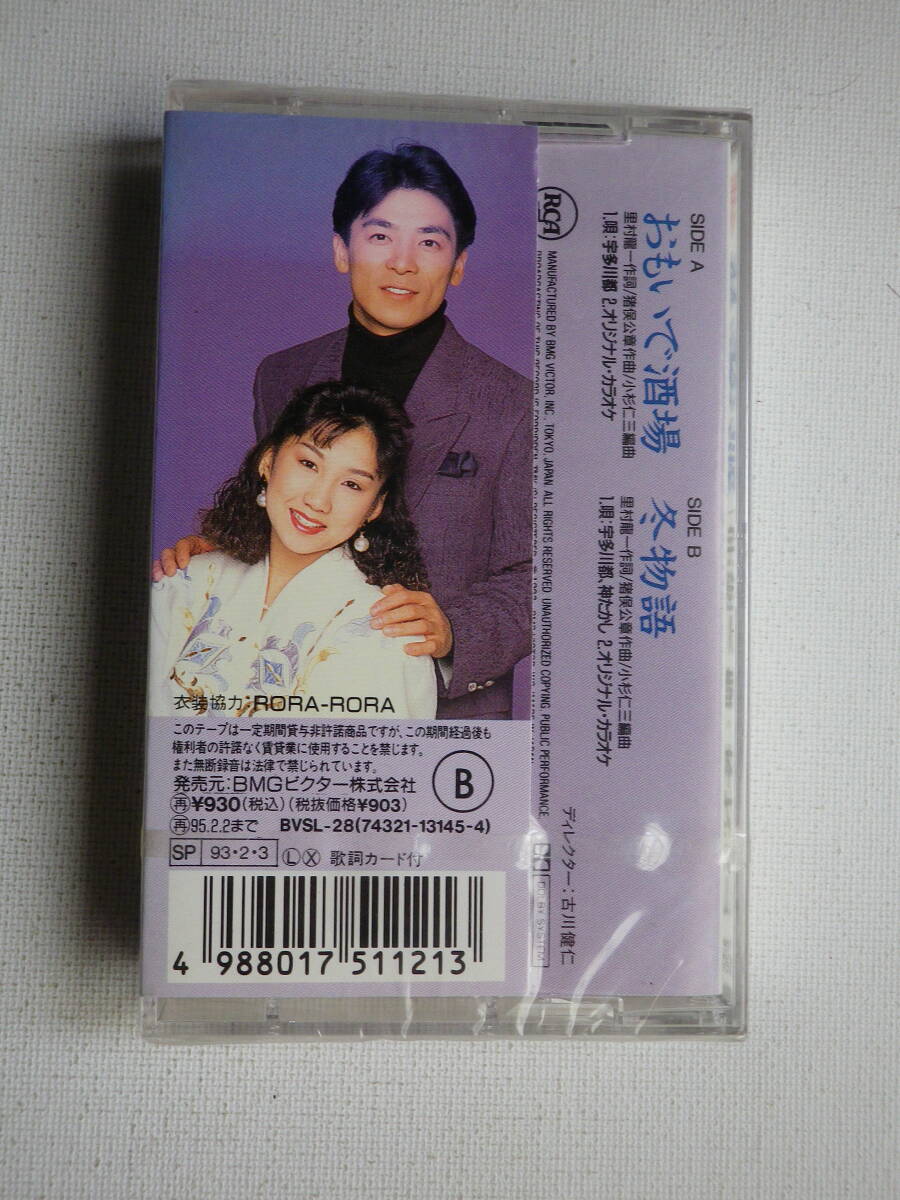 SIDE A
おもいで酒場
里村龍一作詞/猪俣公章作曲/小杉仁三編曲
1.唄:宇多川都 2.オリジナル・カラオケ
SIDE B
冬物語
里村龍一作詞/猪俣公章作曲/小杉仁三編曲
1.唄:宇多川都、神たかし 2.オリジナル・カラオケ
ディレクター:古川健仁
RCA
MANUFACTURED BY BMG VICTOR, INC., TOKYO, JAPAN. ALL RIGHTS RESERVED. UNAUTHORIZED COPYING, PUBLIC PERFORMANCE,
DOLBY SYSTEM
衣装協力:RORA-RORA
このテープは一定期間貸与非許諾商品ですが、この期間経過後も
権利者の許諾なく賃貸業に使用することを禁じます。
また無断録音は法律で禁じられています。
発売元:BMGビクター株式会社
B
再¥930(税込)(税抜価格¥903)
再95.2.2まで BVSL-28(74321-13145-4)
SP 93・2・3 Ⓛ Ⓧ 歌詞カード付
4 988017 511213